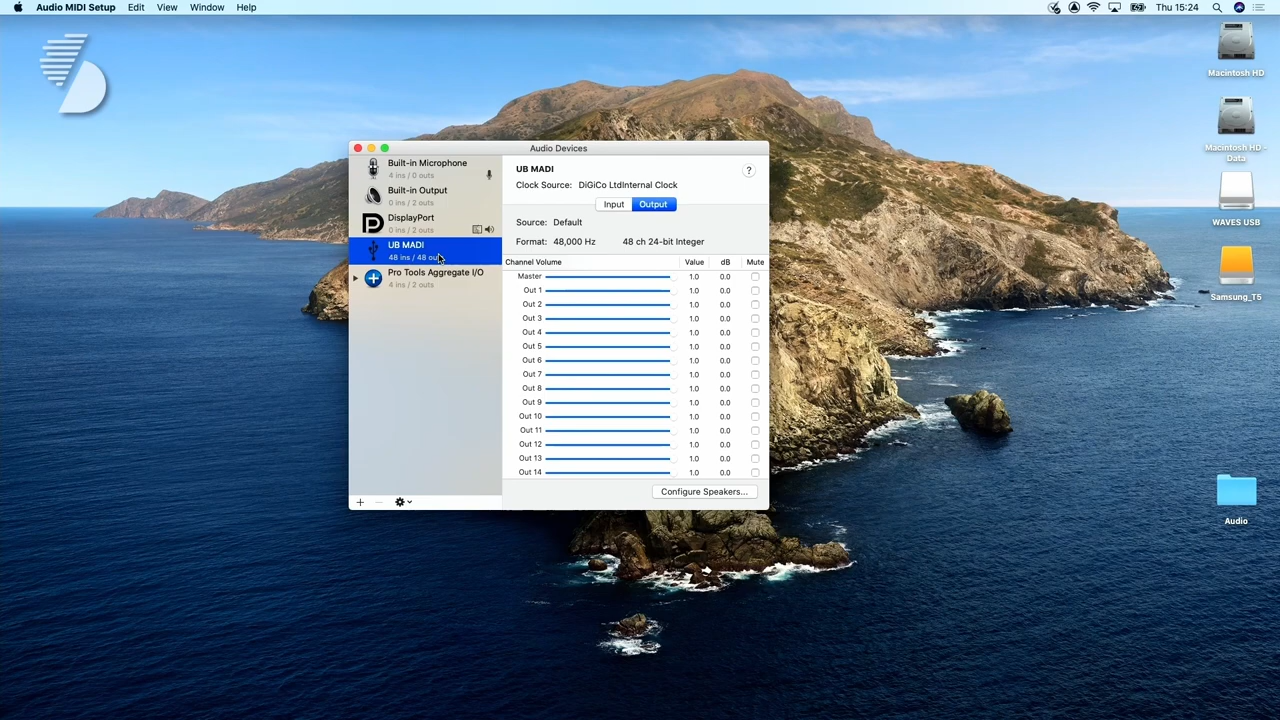 Audio MIDI Setup Edit View Window Help Thu 15:24
Macintosh HD
Macintosh HD -
Data
WAVES USB
Samsung_T5
Audio
Audio Devices
Built-in Microphone
4 ins / 0 outs
Built-in Output
0 ins / 2 outs
DisplayPort
0 ins / 2 outs
UB MADI
48 ins / 48 outs
Pro Tools Aggregate I/O
4 ins / 2 outs
UB MADI ?
Clock Source: DiGiCo LtdInternal Clock
Input Output
Source: Default
Format: 48,000 Hz 48 ch 24-bit Integer
Channel Volume Value dB Mute
Master 1.0 0.0
Out 1 1.0 0.0
Out 2 1.0 0.0
Out 3 1.0 0.0
Out 4 1.0 0.0
Out 5 1.0 0.0
Out 6 1.0 0.0
Out 7 1.0 0.0
Out 8 1.0 0.0
Out 9 1.0 0.0
Out 10 1.0 0.0
Out 11 1.0 0.0
Out 12 1.0 0.0
Out 13 1.0 0.0
Out 14 1.0 0.0
Configure Speakers...